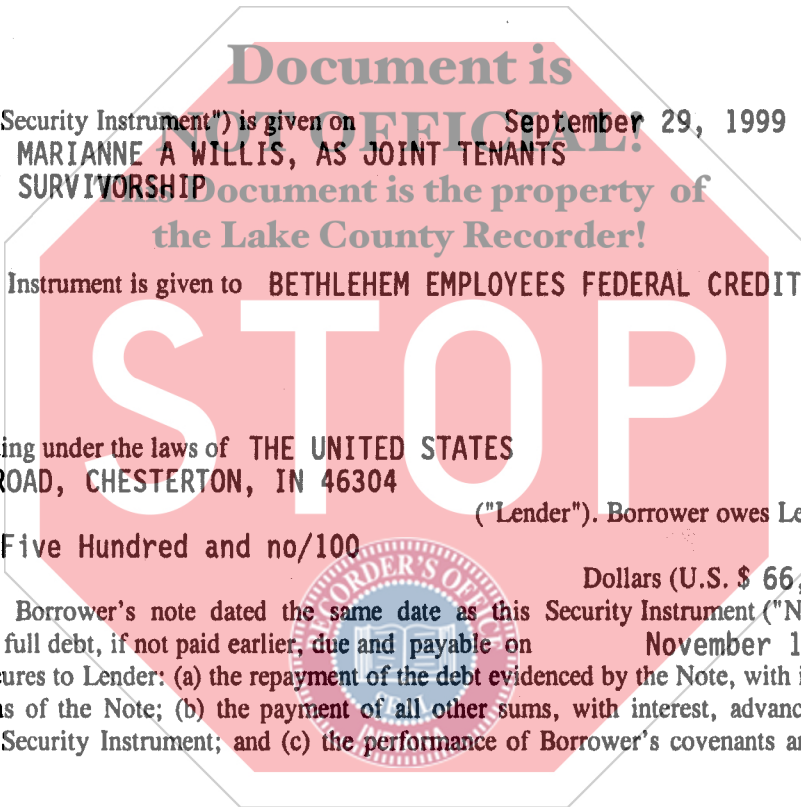 Document is
NOT OFFICIAL!
Security Instrument") is given on September 29, 1999
MARIANNE A WILLIS, AS JOINT TENANTS
SURVIVORSHIP
This Document is the property of
the Lake County Recorder!
Instrument is given to BETHLEHEM EMPLOYEES FEDERAL CREDIT
STOP
ing under the laws of THE UNITED STATES
ROAD, CHESTERTON, IN 46304
("Lender"). Borrower owes Le
Five Hundred and no/100
RECORDER'S OFFICE
Dollars (U.S. $ 66,
Borrower's note dated the same date as this Security Instrument ("N
full debt, if not paid earlier, due and payable on November 1
ures to Lender: (a) the repayment of the debt evidenced by the Note, with i
s of the Note; (b) the payment of all other sums, with interest, advanc
SEAL
Security Instrument; and (c) the performance of Borrower's covenants a